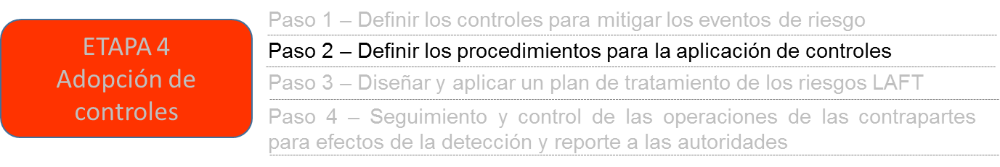 ETAPA 4
Adopción de
controles
Paso 1 – Definir los controles para mitigar los eventos de riesgo
Paso 2 – Definir los procedimientos para la aplicación de controles
Paso 3 – Diseñar y aplicar un plan de tratamiento de los riesgos LAFT
Paso 4 – Seguimiento y control de las operaciones de las contrapartes
para efectos de la detección y reporte a las autoridades